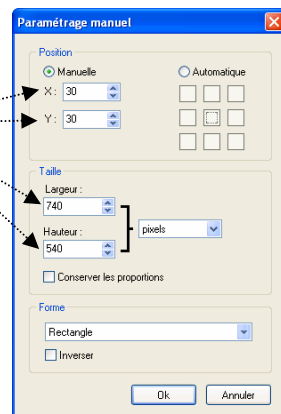 Paramétrage manuel
Position
Manuelle
Automatique
X : 30
Y : 30
Taille
Largeur :
740
pixels
Hauteur :
540
Conserver les proportions
Forme
Rectangle
Inverser
Ok Annuler